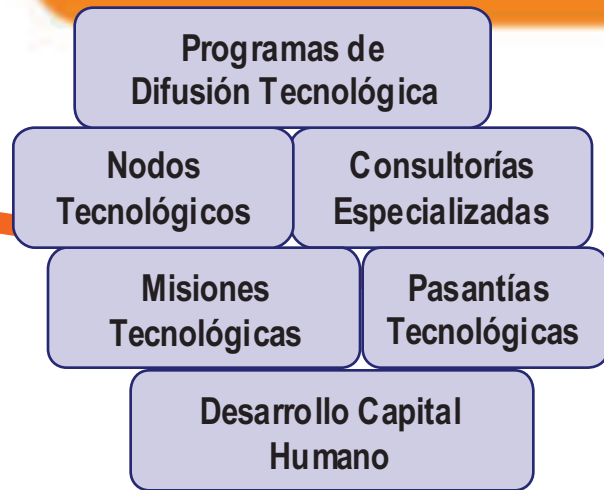 Programas de
Difusión Tecnológica
Nodos
Tecnológicos
Consultorías
Especializadas
Misiones
Tecnológicas
Pasantías
Tecnológicas
Desarrollo Capital
Humano